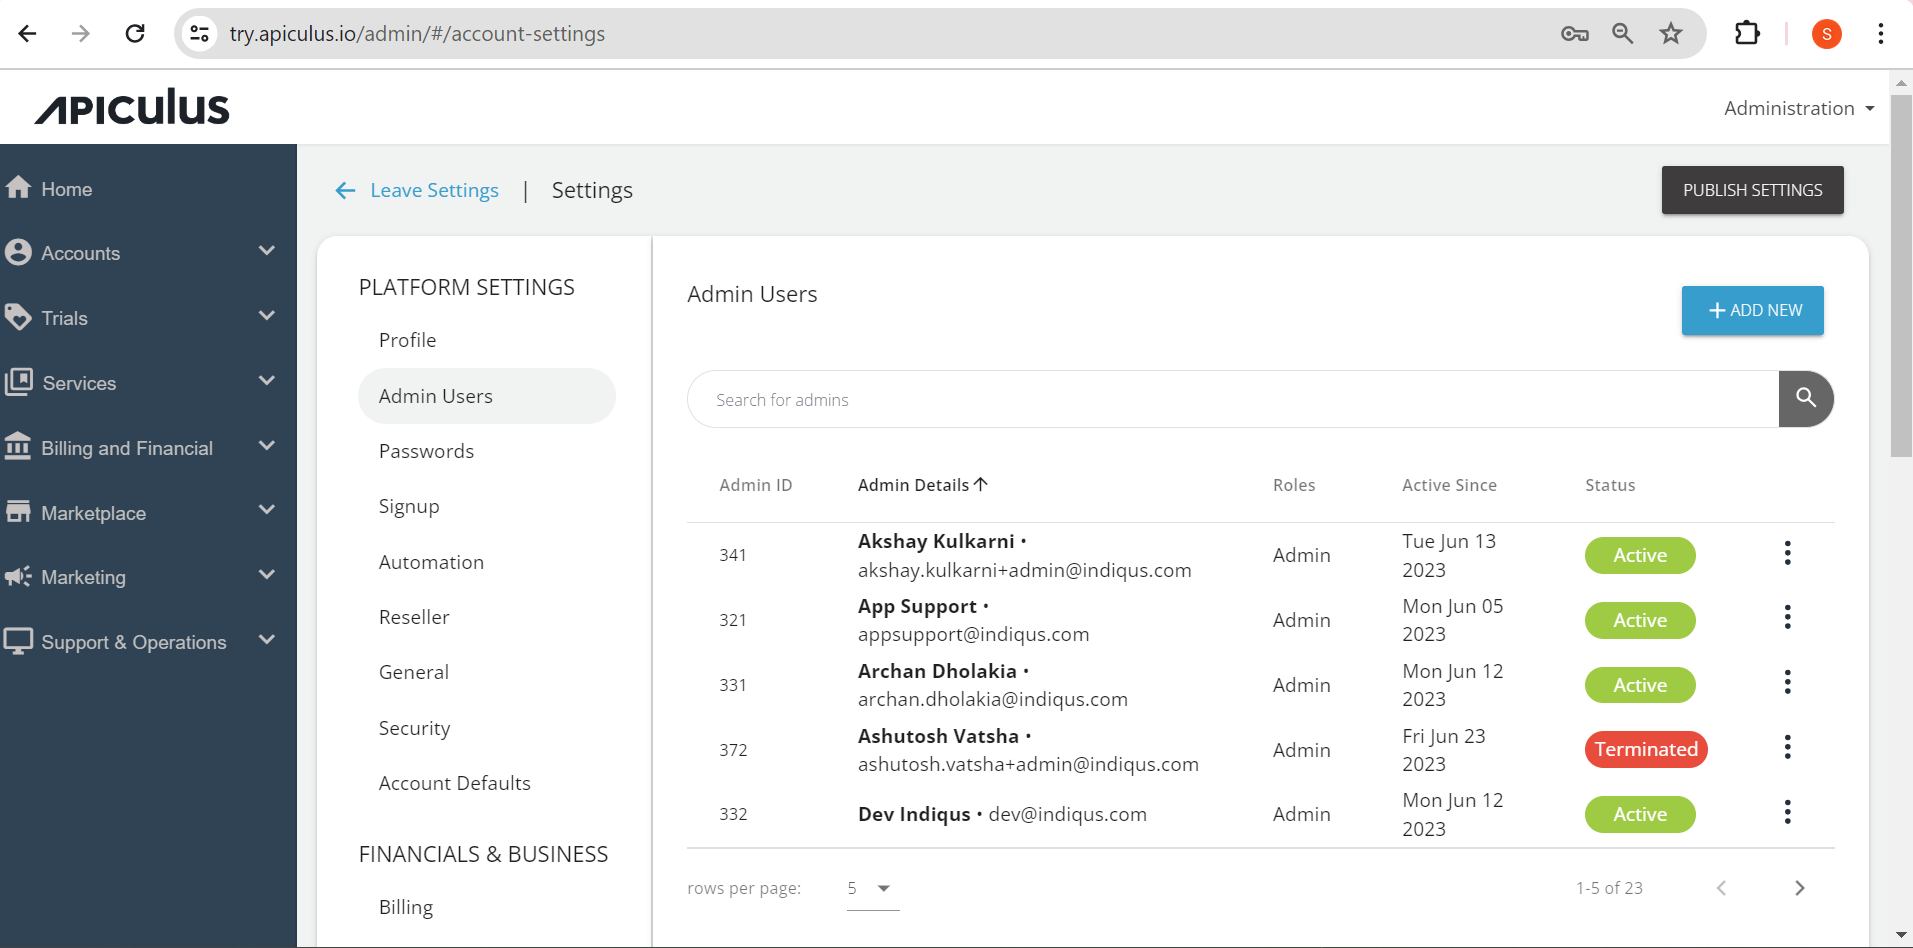 try.apiculus.io/admin/#/account-settings
S
APICULUS
Administration
Home
Accounts
Trials
Services
Billing and Financial
Marketplace
Marketing
Support & Operations
Leave Settings | Settings
PUBLISH SETTINGS
PLATFORM SETTINGS
Profile
Admin Users
Passwords
Signup
Automation
Reseller
General
Security
Account Defaults
FINANCIALS & BUSINESS
Billing
Admin Users
+ ADD NEW
Search for admins
Admin ID Admin Details↑ Roles Active Since Status
341 Akshay Kulkarni • akshay.kulkarni+admin@indiqus.com Admin Tue Jun 13 2023 Active
321 App Support • appsupport@indiqus.com Admin Mon Jun 05 2023 Active
331 Archan Dholakia • archan.dholakia@indiqus.com Admin Mon Jun 12 2023 Active
372 Ashutosh Vatsha • ashutosh.vatsha+admin@indiqus.com Admin Fri Jun 23 2023 Terminated
332 Dev Indiqus • dev@indiqus.com Admin Mon Jun 12 2023 Active
rows per page: 5 1-5 of 23